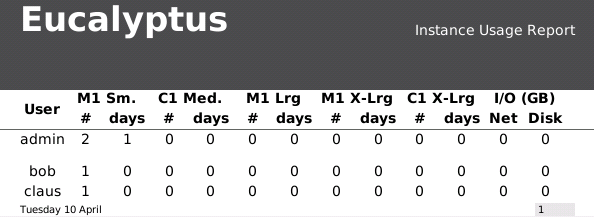 Eucalyptus
Instance Usage Report
User M1 Sm. C1 Med. M1 Lrg M1 X-Lrg C1 X-Lrg I/O (GB)
# days # days # days # days # days Net Disk
admin 2 1 0 0 0 0 0 0 0 0 0 0
bob 1 0 0 0 0 0 0 0 0 0 0 0
claus 1 0 0 0 0 0 0 0 0 0 0 0
Tuesday 10 April 1